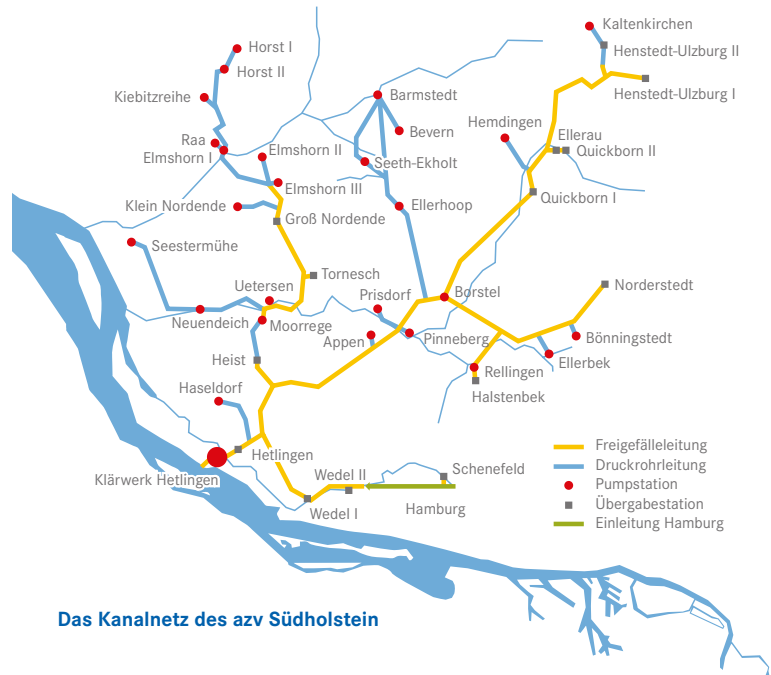 Kaltenkirchen
Horst I
Henstedt-Ulzburg II
Horst II
Henstedt-Ulzburg I
Kiebitzreihe
Barmstedt
Bevern
Hemdingen
Raa
Elmshorn II
Ellerau
Elmshorn I
Quickborn II
Seeth-Ekholt
Elmshorn III
Quickborn I
Klein Nordende
Ellerhoop
Groß Nordende
Seestermühe
Tornesch
Uetersen
Prisdorf
Borstel
Norderstedt
Neuendeich
Moorrege
Appen
Pinneberg
Bönningstedt
Heist
Ellerbek
Rellingen
Haseldorf
Halstenbek
Hetlingen
Freigefälleleitung
Wedel II
Schenefeld
Druckrohrleitung
Klärwerk Hetlingen
Pumpstation
Wedel I
Hamburg
Übergabestation
Einleitung Hamburg
Das Kanalnetz des azv Südholstein